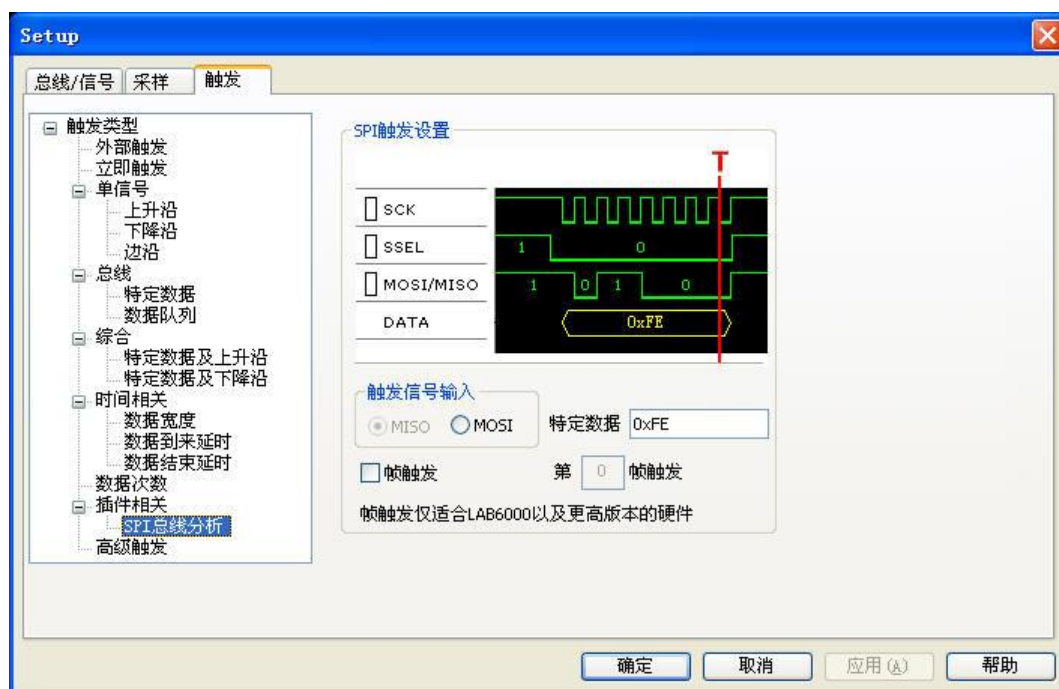 Setup
总线/信号 采样 触发
触发类型
外部触发
立即触发
单信号
上升沿
下降沿
边沿
总线
特定数据
数据队列
综合
特定数据及上升沿
特定数据及下降沿
时间相关
数据宽度
数据到来延时
数据结束延时
数据次数
插件相关
SPI总线分析
高级触发
SPI触发设置
T
SCK
SSEL 1 0
MOSI/MISO 1 0 1 0
DATA 0xFE
触发信号输入
MISO MOSI 特定数据 0xFE
帧触发 第 0 帧触发
帧触发仅适合LAB6000以及更高版本的硬件
确定 取消 应用(A) 帮助